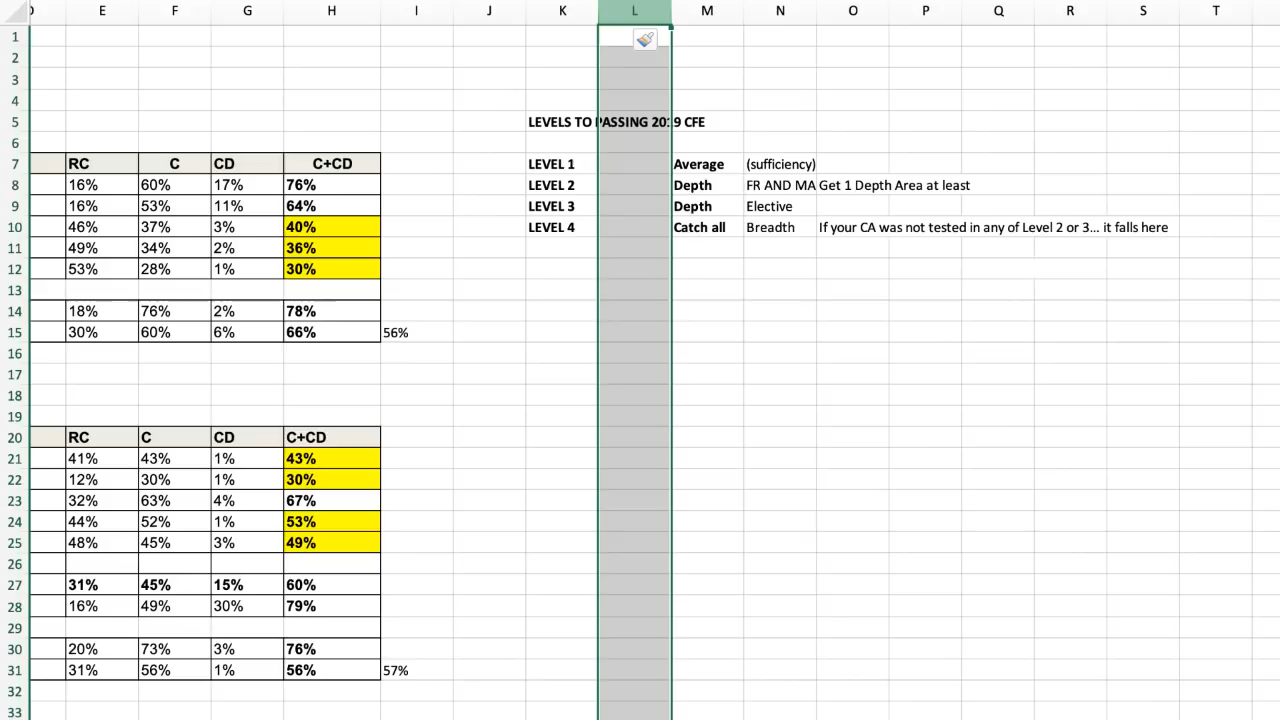 E F G H I J K L M N O P Q R S T
1
2
3
4
5 LEVELS TO PASSING 2019 CFE
6
7 RC C CD C+CD LEVEL 1 Average (sufficiency)
8 16% 60% 17% 76% LEVEL 2 Depth FR AND MA Get 1 Depth Area at least
9 16% 53% 11% 64% LEVEL 3 Depth Elective
10 46% 37% 3% 40% LEVEL 4 Catch all Breadth If your CA was not tested in any of Level 2 or 3... it falls here
11 49% 34% 2% 36%
12 53% 28% 1% 30%
13
14 18% 76% 2% 78%
15 30% 60% 6% 66% 56%
16
17
18
19
20 RC C CD C+CD
21 41% 43% 1% 43%
22 12% 30% 1% 30%
23 32% 63% 4% 67%
24 44% 52% 1% 53%
25 48% 45% 3% 49%
26
27 31% 45% 15% 60%
28 16% 49% 30% 79%
29
30 20% 73% 3% 76%
31 31% 56% 1% 56% 57%
32
33